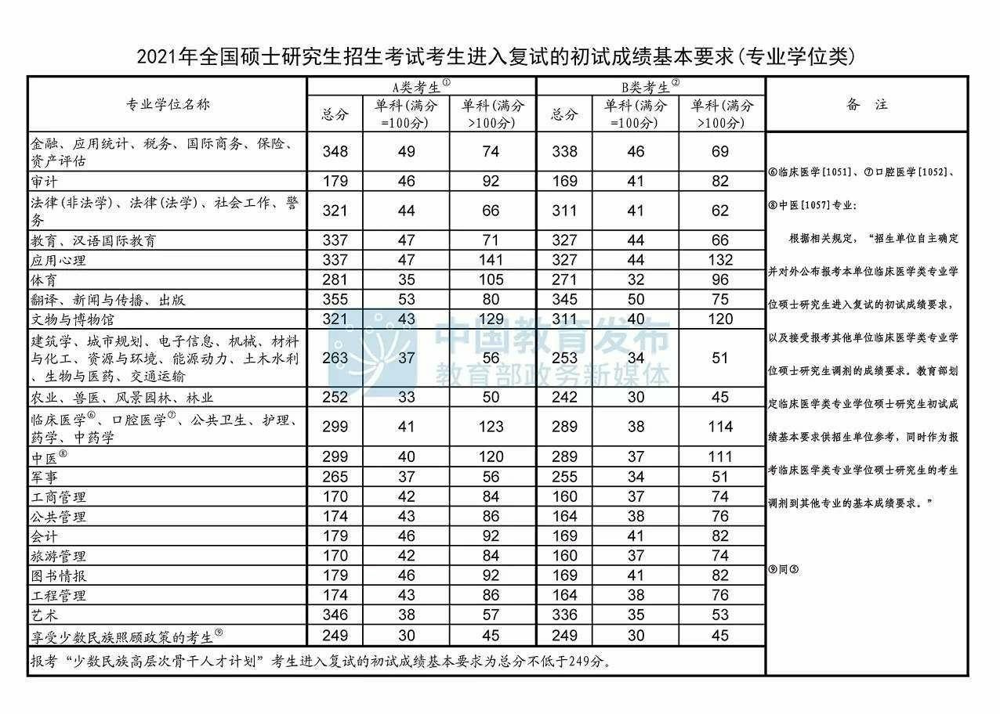 2021年全国硕士研究生招生考试考生进入复试的初试成绩基本要求(专业学位类)
专业学位名称 A类考生① B类考生② 备 注
总分 单科(满分=100分) 单科(满分>100分) 总分 单科(满分=100分) 单科(满分>100分)
金融、应用统计、税务、国际商务、保险、
资产评估 348 49 74 338 46 69
审计 179 46 92 169 41 82
法律(非法学)、法律(法学)、社会工作、警
务 321 44 66 311 41 62
教育、汉语国际教育 337 47 71 327 44 66
应用心理 337 47 141 327 44 132
体育 281 35 105 271 32 96
翻译、新闻与传播、出版 355 53 80 345 50 75
文物与博物馆 321 43 129 311 40 120
建筑学、城市规划、电子信息、机械、材料
与化工、资源与环境、能源动力、土木水利
、生物与医药、交通运输 263 37 56 253 34 51
农业、兽医、风景园林、林业 252 33 50 242 30 45
临床医学⑥、口腔医学⑦、公共卫生、护理、
药学、中药学 299 41 123 289 38 114
中医⑧ 299 40 120 289 37 111
军事 265 37 56 255 34 51
工商管理 170 42 84 160 37 74
公共管理 174 43 86 164 38 76
会计 179 46 92 169 41 82
旅游管理 170 42 84 160 37 74
图书情报 179 46 92 169 41 82
工程管理 174 43 86 164 38 76
艺术 346 38 57 336 35 53
享受少数民族照顾政策的考生⑨ 249 30 45 249 30 45
报考“少数民族高层次骨干人才计划”考生进入复试的初试成绩基本要求为总分不低于249分。
⑥临床医学[1051]、⑦口腔医学[1052]、
⑧中医[1057]专业:
根据相关规定，“招生单位自主确定
并对外公布报考本单位临床医学类专业学
位硕士研究生进入复试的初试成绩要求，
以及接受报考其他单位临床医学类专业学
位硕士研究生调剂的成绩要求。教育部划
定临床医学类专业学位硕士研究生初试成
绩基本要求供招生单位参考，同时作为报
考临床医学类专业学位硕士研究生的考生
调剂到其他专业的基本成绩要求。”
⑨同⑤
中国教育发布
教育部政务新媒体